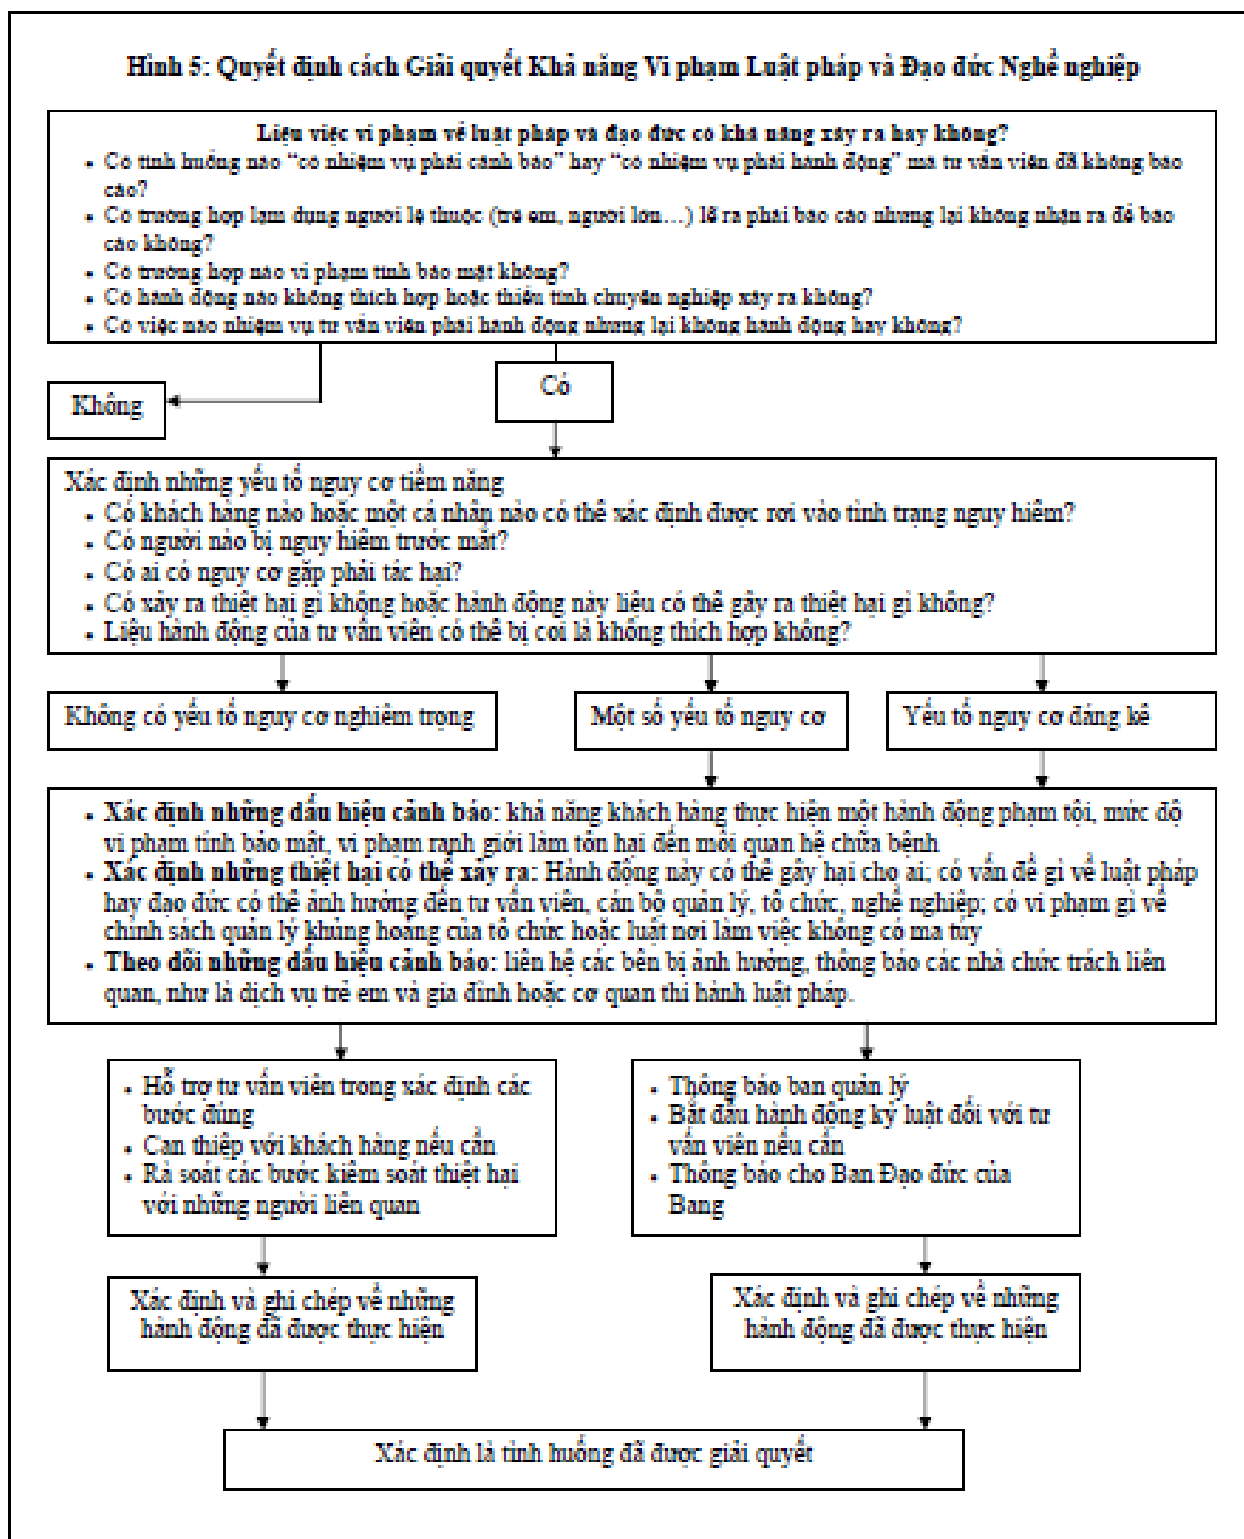 Hình 5: Quyết định cách Giải quyết Khả năng Vi phạm Luật pháp và Đạo đức Nghề nghiệp
Liệu việc vi phạm về luật pháp và đạo đức có khả năng xảy ra hay không?
• Có tình huống nào “có nhiệm vụ phải cảnh báo” hay “có nhiệm vụ phải hành động” mà tư vấn viên đã không báo
cáo?
• Có trường hợp lạm dụng người lệ thuộc (trẻ em, người lớn…) lẽ ra phải báo cáo nhưng lại không nhận ra để báo
cáo không?
• Có trường hợp nào vi phạm tính bảo mật không?
• Có hành động nào không thích hợp hoặc thiếu tính chuyên nghiệp xảy ra không?
• Có việc nào nhiệm vụ tư vấn viên phải hành động nhưng lại không hành động hay không?
Không
Có
Xác định những yếu tố nguy cơ tiềm năng
• Có khách hàng nào hoặc một cá nhân nào có thể xác định được rơi vào tình trạng nguy hiểm?
• Có người nào bị nguy hiểm trước mắt?
• Có ai có nguy cơ gặp phải tác hại?
• Có xảy ra thiệt hại gì không hoặc hành động này liệu có thể gây ra thiệt hại gì không?
• Liệu hành động của tư vấn viên có thể bị coi là không thích hợp không?
Không có yếu tố nguy cơ nghiêm trọng
Một số yếu tố nguy cơ
Yếu tố nguy cơ đáng kể
• Xác định những dấu hiệu cảnh báo: khả năng khách hàng thực hiện một hành động phạm tội, mức độ
vi phạm tính bảo mật, vi phạm ranh giới làm tổn hại đến mối quan hệ chữa bệnh
• Xác định những thiệt hại có thể xảy ra: Hành động này có thể gây hại cho ai; có vấn đề gì về luật pháp
hay đạo đức có thể ảnh hưởng đến tư vấn viên, cán bộ quản lý, tổ chức, nghề nghiệp; có vi phạm gì về
chính sách quản lý khủng hoảng của tổ chức hoặc luật nơi làm việc không có ma túy
• Theo dõi những dấu hiệu cảnh báo: liên hệ các bên bị ảnh hưởng, thông báo các nhà chức trách liên
quan, như là dịch vụ trẻ em và gia đình hoặc cơ quan thi hành luật pháp.
• Hỗ trợ tư vấn viên trong xác định các
bước đúng
• Can thiệp với khách hàng nếu cần
• Rà soát các bước kiểm soát thiệt hại
với những người liên quan
• Thông báo ban quản lý
• Bắt đầu hành động kỷ luật đối với tư
vấn viên nếu cần
• Thông báo cho Ban Đạo đức của
Bang
Xác định và ghi chép về những
hành động đã được thực hiện
Xác định và ghi chép về những
hành động đã được thực hiện
Xác định là tình huống đã được giải quyết